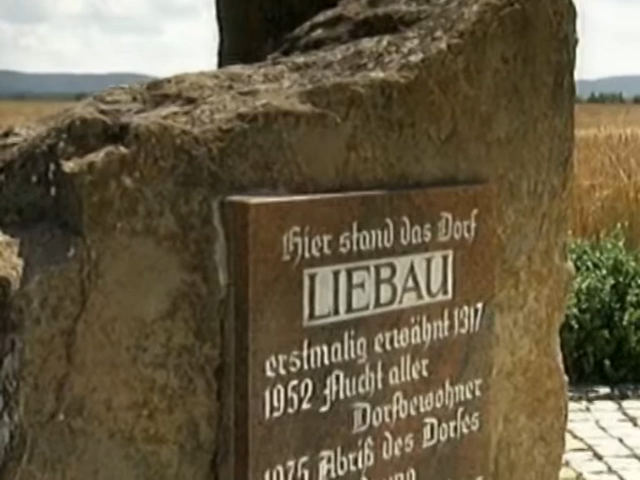 Hier stand das Dorf
LIEBAU
erstmalig erwähnt 1317
1952 Flucht aller
Dorfbewohner
1975 Abriß des Dorfes